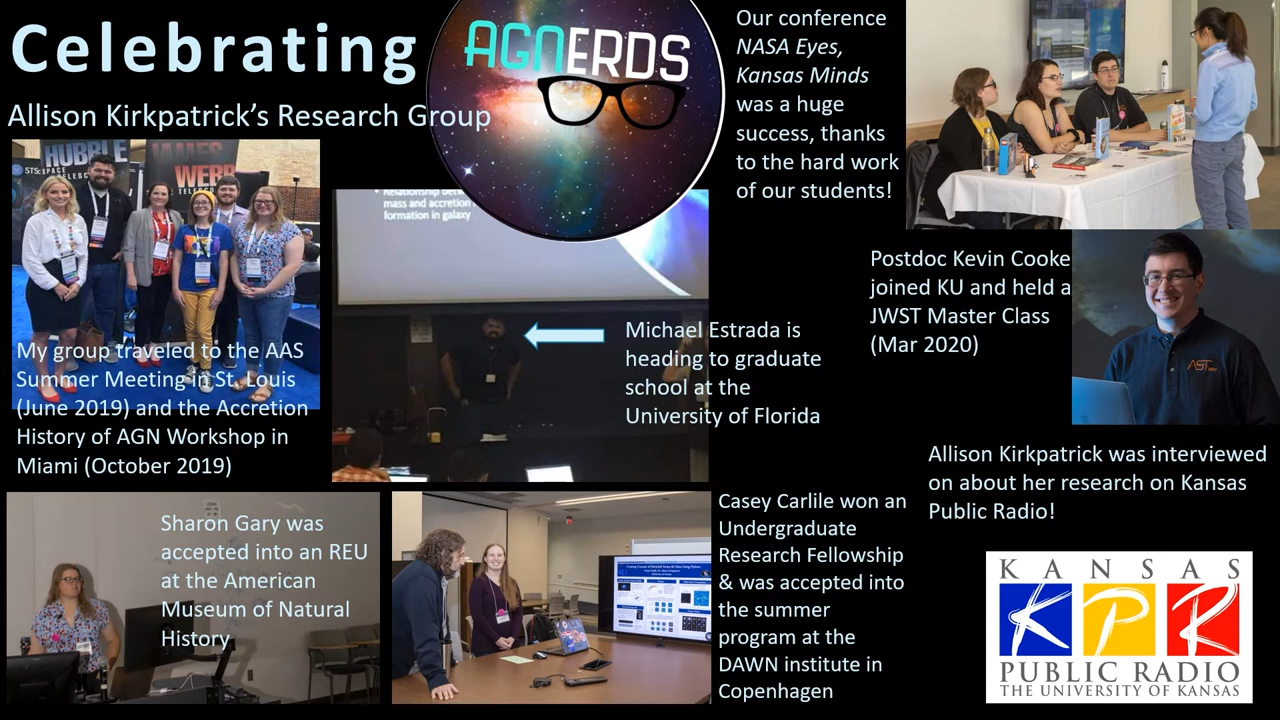 Celebrating
Allison Kirkpatrick's Research Group
AGNERDS
HUBBLE
SPACE
JAMES
WEBB
My group traveled to the AAS
Summer Meeting in St. Louis
(June 2019) and the Accretion
History of AGN Workshop in
Miami (October 2019)
mass and accretion
formation in galaxy
Michael Estrada is
heading to graduate
school at the
University of Florida
Our conference
NASA Eyes,
Kansas Minds
was a huge
success, thanks
to the hard work
of our students!
Postdoc Kevin Cooke
joined KU and held a
JWST Master Class
(Mar 2020)
Allison Kirkpatrick was interviewed
on about her research on Kansas
Public Radio!
Sharon Gary was
accepted into an REU
at the American
Museum of Natural
History
Casey Carlile won an
Undergraduate
Research Fellowship
& was accepted into
the summer
program at the
DAWN institute in
Copenhagen
KANSAS
KPR
PUBLIC RADIO
THE UNIVERSITY OF KANSAS